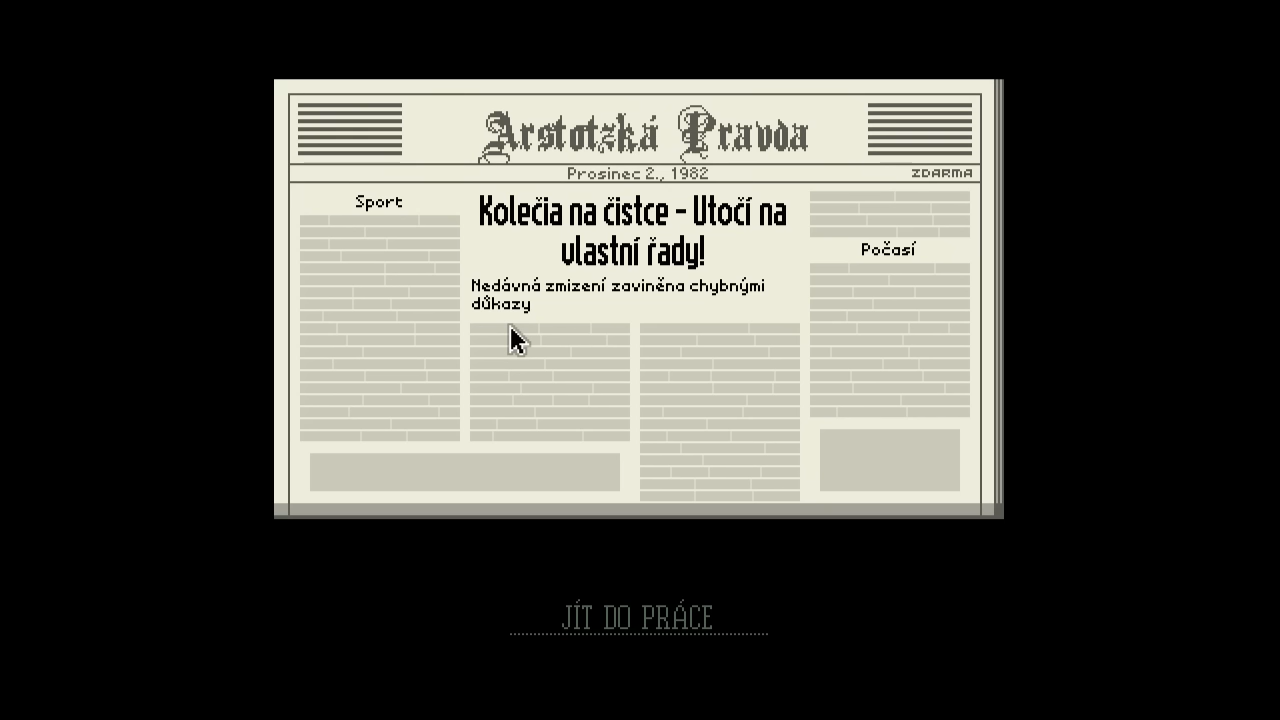 Arstotzká Pravda
Prosinec 2., 1982
ZDARMA
Sport
Kolečia na čistce - Utočí na
vlastní řady!
Nedávná zmizení zaviněna chybnými
důkazy
Počasí
JÍT DO PRÁCE